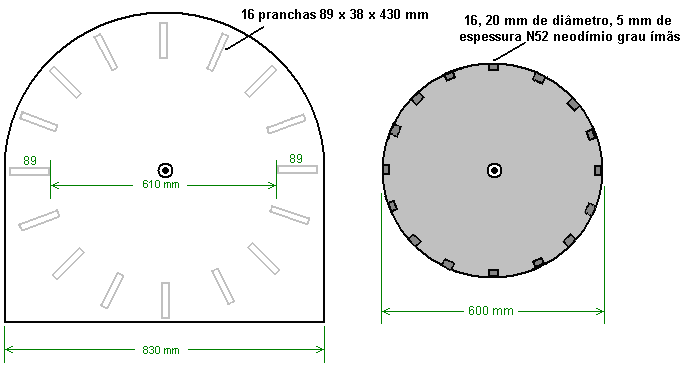 16 pranchas 89 x 38 x 430 mm
16, 20 mm de diâmetro, 5 mm de
espessura N52 neodímio grau ímãs
89
89
610 mm
600 mm
830 mm